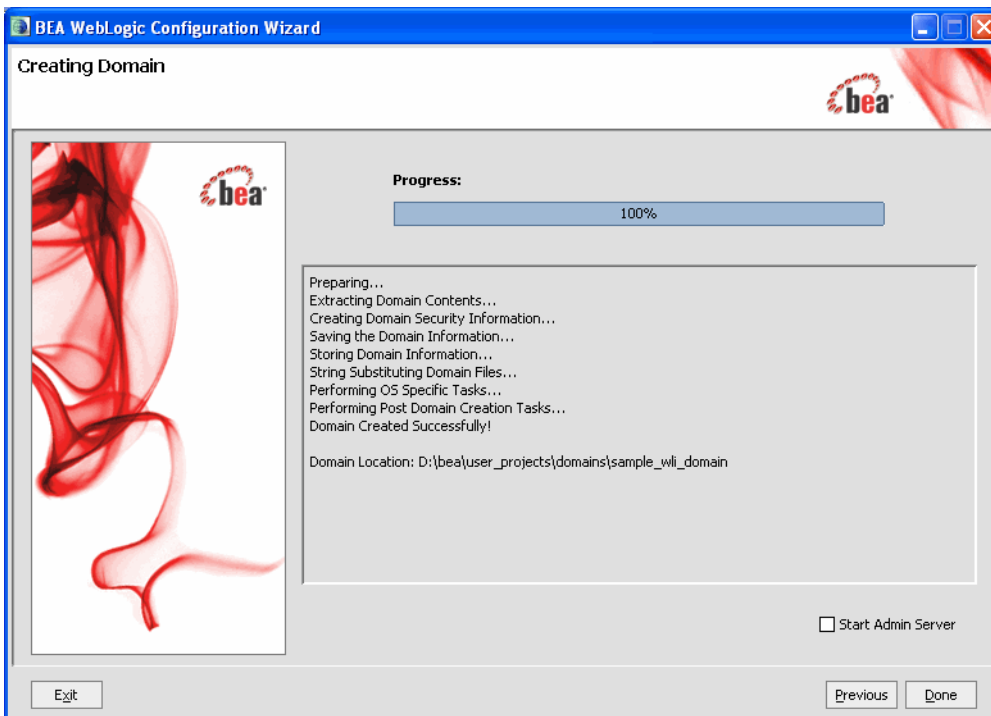 BEA WebLogic Configuration Wizard
Creating Domain
bea
bea
Progress:
100%
Preparing...
Extracting Domain Contents...
Creating Domain Security Information...
Saving the Domain Information...
Storing Domain Information...
String Substituting Domain Files...
Performing OS Specific Tasks...
Performing Post Domain Creation Tasks...
Domain Created Successfully!
Domain Location: D:\bea\user_projects\domains\sample_wli_domain
Start Admin Server
Exit
Previous
Done